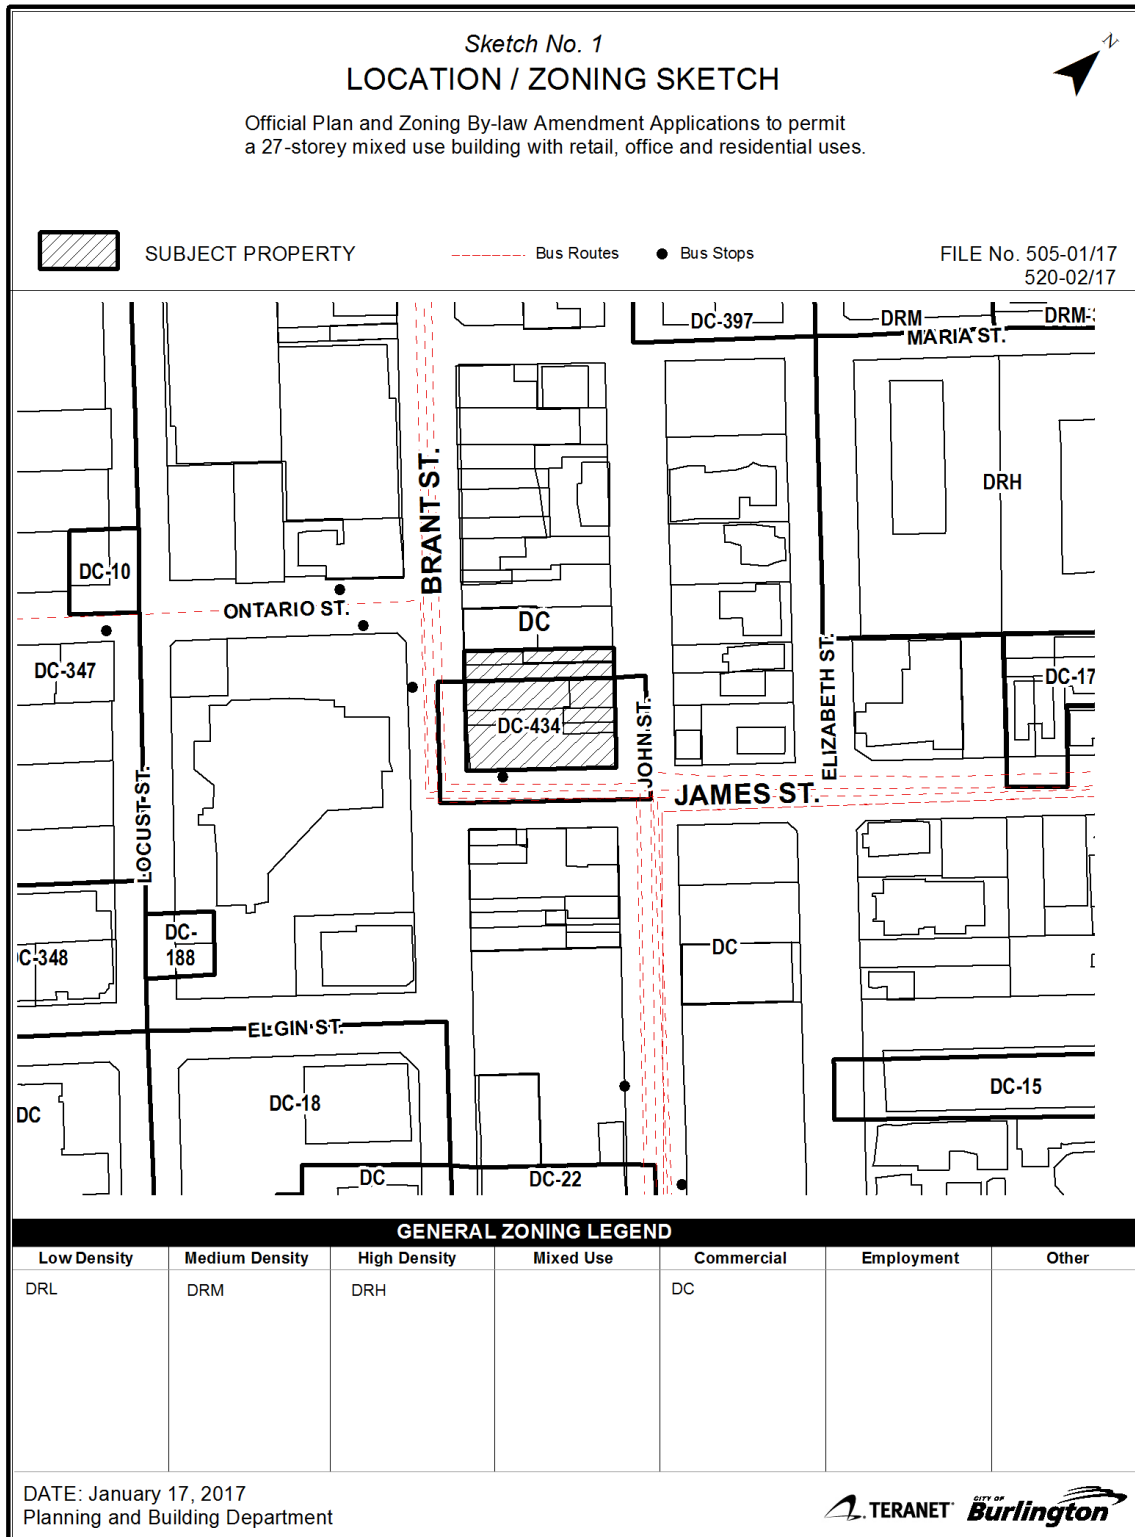 Sketch No. 1
LOCATION / ZONING SKETCH
N
Official Plan and Zoning By-law Amendment Applications to permit
a 27-storey mixed use building with retail, office and residential uses.
SUBJECT PROPERTY
Bus Routes
Bus Stops
FILE No. 505-01/17
520-02/17
DC-397
DRM
DRM-
MARIA ST.
BRANT ST.
DRH
DC-10
ONTARIO ST.
DC
DC-347
ELIZABETH ST.
DC-17
DC-434
JOHN ST.
JAMES ST.
LOCUST ST.
DC-
188
DC-348
DC
ELGIN ST.
DC-18
DC-15
DC
DC
DC-22
GENERAL ZONING LEGEND
Low Density Medium Density High Density Mixed Use Commercial Employment Other
DRL DRM DRH DC
DATE: January 17, 2017
Planning and Building Department
TERANET
CITY OF
Burlington